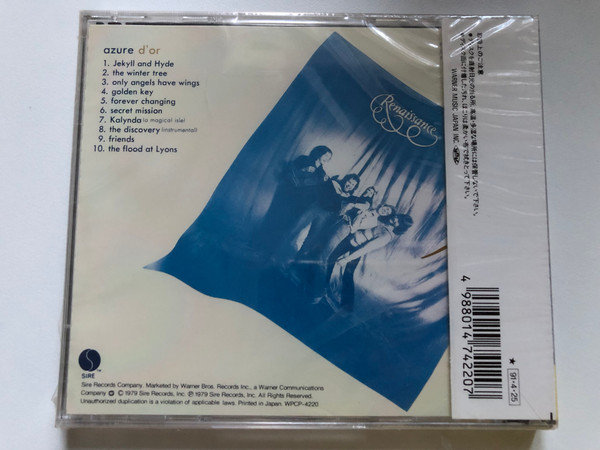 azure d'or
1. Jekyll and Hyde
2. the winter tree
3. only angels have wings
4. golden key
5. forever changing
6. secret mission
7. Kalynda (a magical isle)
8. the discovery (instrumental)
9. friends
10. the flood at Lyons
Renaissance
SIRE
Sire Records Company. Marketed by Warner Bros. Records Inc., a Warner Communications
Company ℗ © 1979 Sire Records, Inc. ℗ 1979 Sire Records, Inc. All Rights Reserved.
Unauthorized duplication is a violation of applicable laws. Printed in Japan. WPCP-4220
WARNER MUSIC JAPAN INC.
4 988014 742207
★ 91·4·25